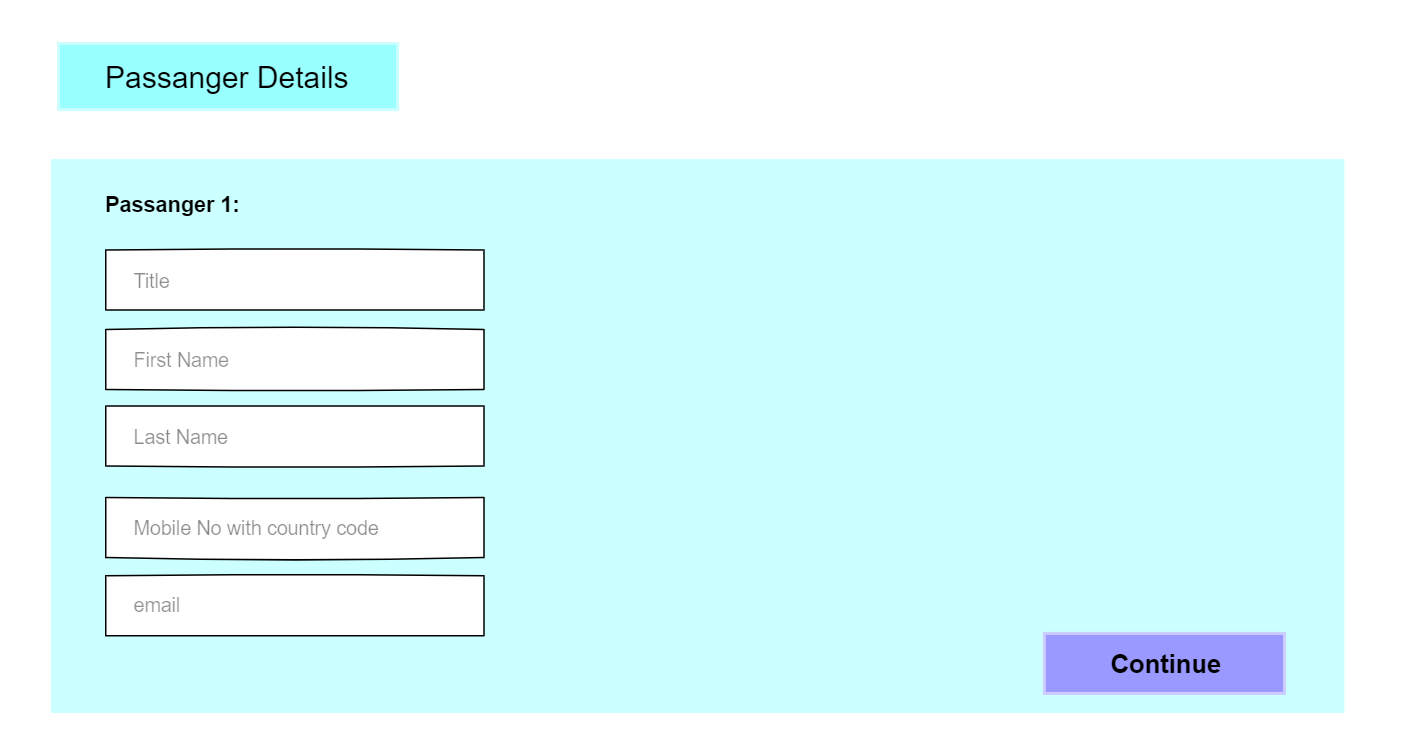 Passanger Details
Passanger 1:
Title
First Name
Last Name
Mobile No with country code
email
Continue